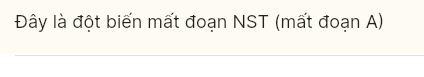 Đây là đột biến mất đoạn NST (mất đoạn A)